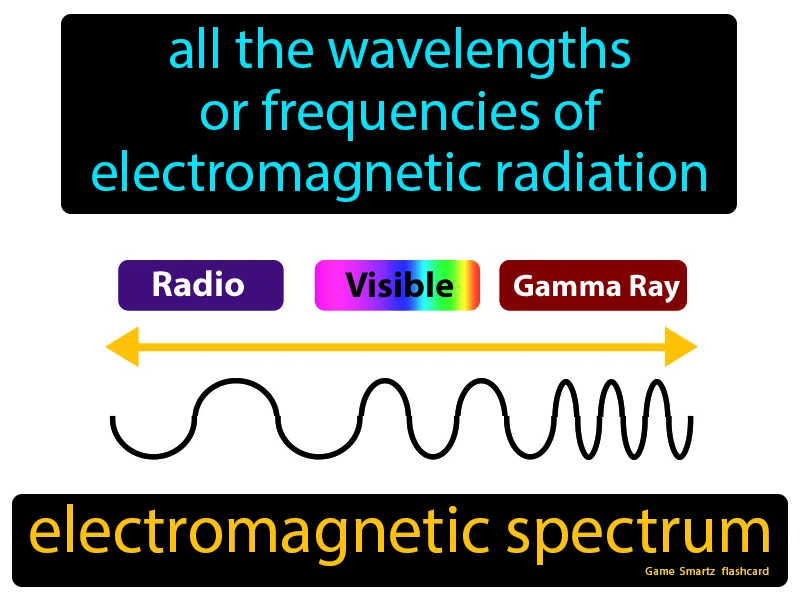 all the wavelengths
or frequencies of
electromagnetic radiation
Radio Visible Gamma Ray
electromagnetic spectrum
Game Smartz flashcard